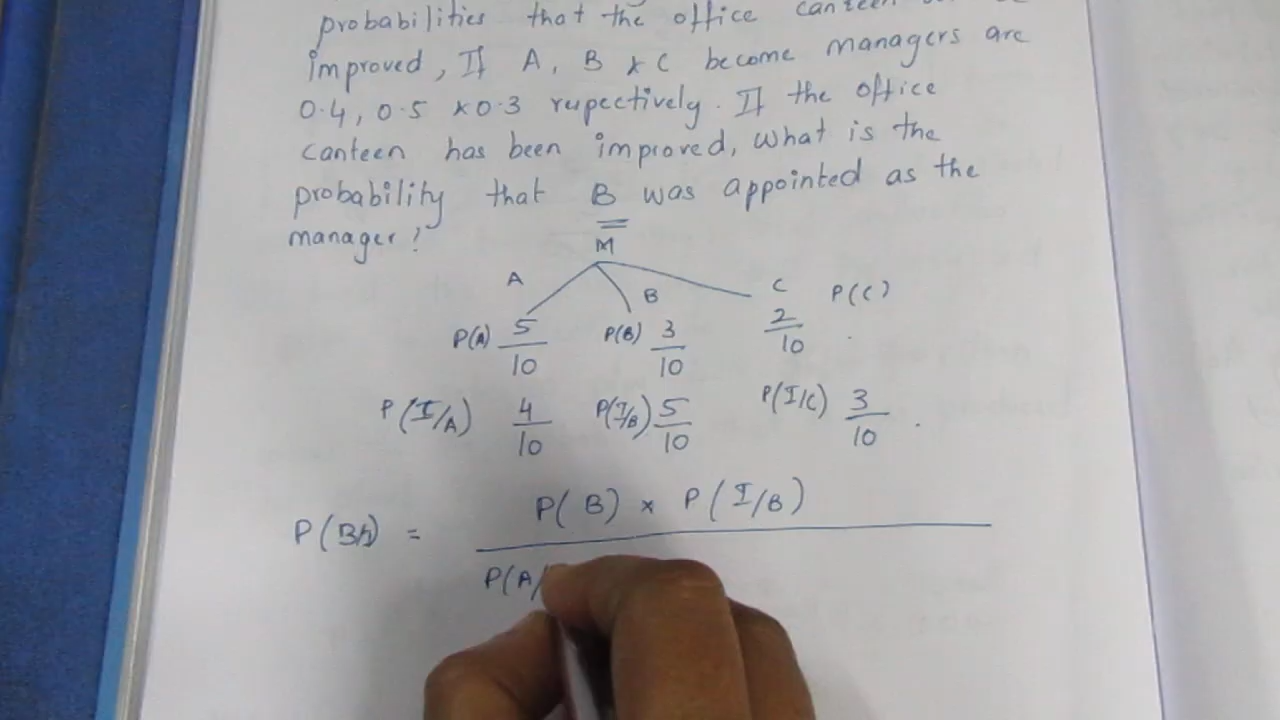 probabilities that the office canteen
improved, If A, B & C become managers are
0.4, 0.5 & 0.3 respectively. If the office
canteen has been improved, what is the
probability that B was appointed as the
manager?
M
A B C P(C)
P(A) 5/10 P(B) 3/10 2/10
P(I/A) 4/10 P(I/B) 5/10 P(I/C) 3/10
P(B/I) = P(B) × P(I/B)
P(A)